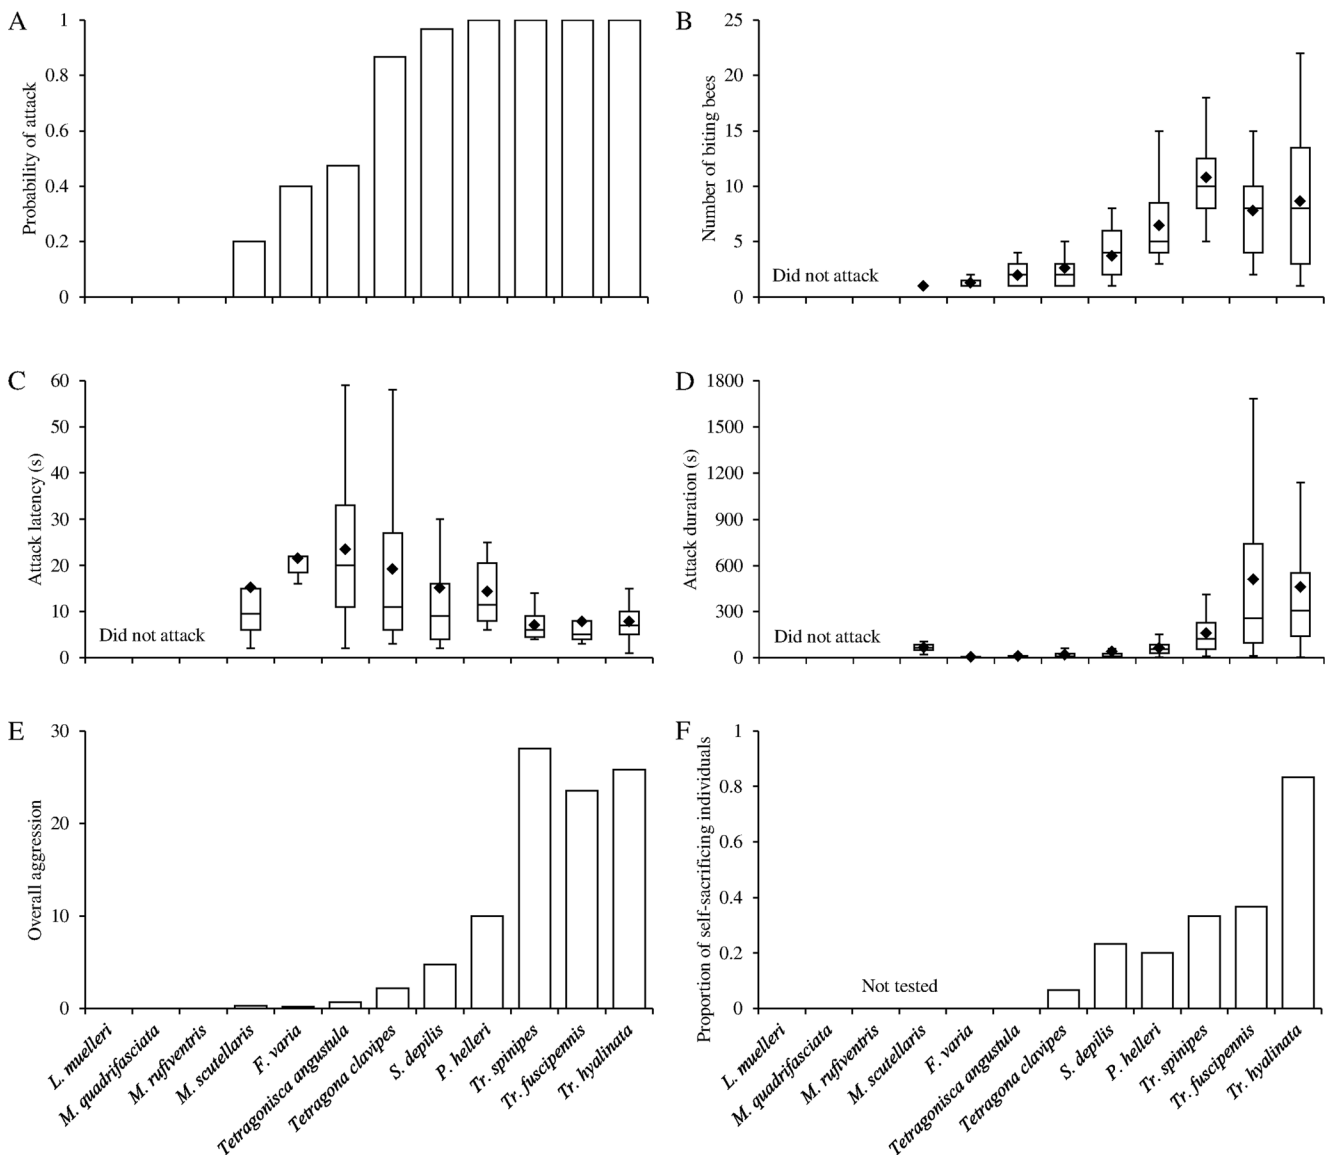 A
Probability of attack
1
0.8
0.6
0.4
0.2
0
B
Number of biting bees
25
20
15
10
5
0
Did not attack
C
Attack latency (s)
60
50
40
30
20
10
0
Did not attack
D
Attack duration (s)
1800
1500
1200
900
600
300
0
Did not attack
E
Overall aggression
30
20
10
0
L. muelleri
M. quadrifasciata
M. rufiventris
M. scutellaris
F. varia
Tetragonisca angustula
Tetragona clavipes
S. depilis
P. helleri
Tr. spinipes
Tr. fuscipennis
Tr. hyalinata
F
Proportion of self-sacrificing individuals
1
0.8
0.6
0.4
0.2
0
Not tested
L. muelleri
M. quadrifasciata
M. rufiventris
M. scutellaris
F. varia
Tetragonisca angustula
Tetragona clavipes
S. depilis
P. helleri
Tr. spinipes
Tr. fuscipennis
Tr. hyalinata